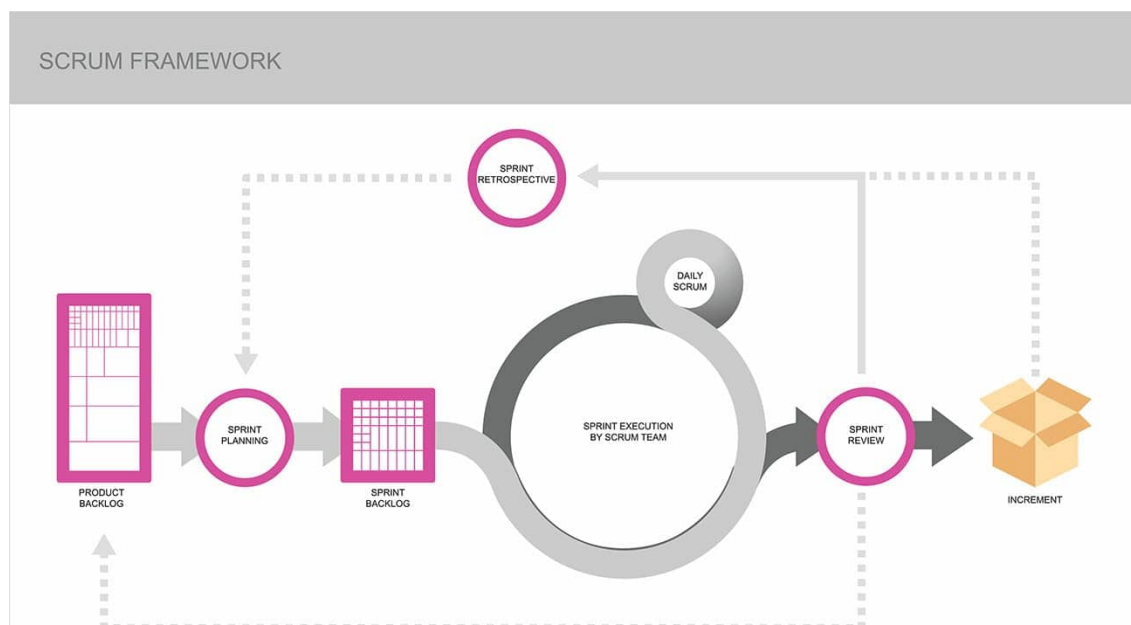 SCRUM FRAMEWORK
SPRINT
RETROSPECTIVE
DAILY
SCRUM
SPRINT
PLANNING
SPRINT EXECUTION
BY SCRUM TEAM
SPRINT
REVIEW
PRODUCT
BACKLOG
SPRINT
BACKLOG
INCREMENT